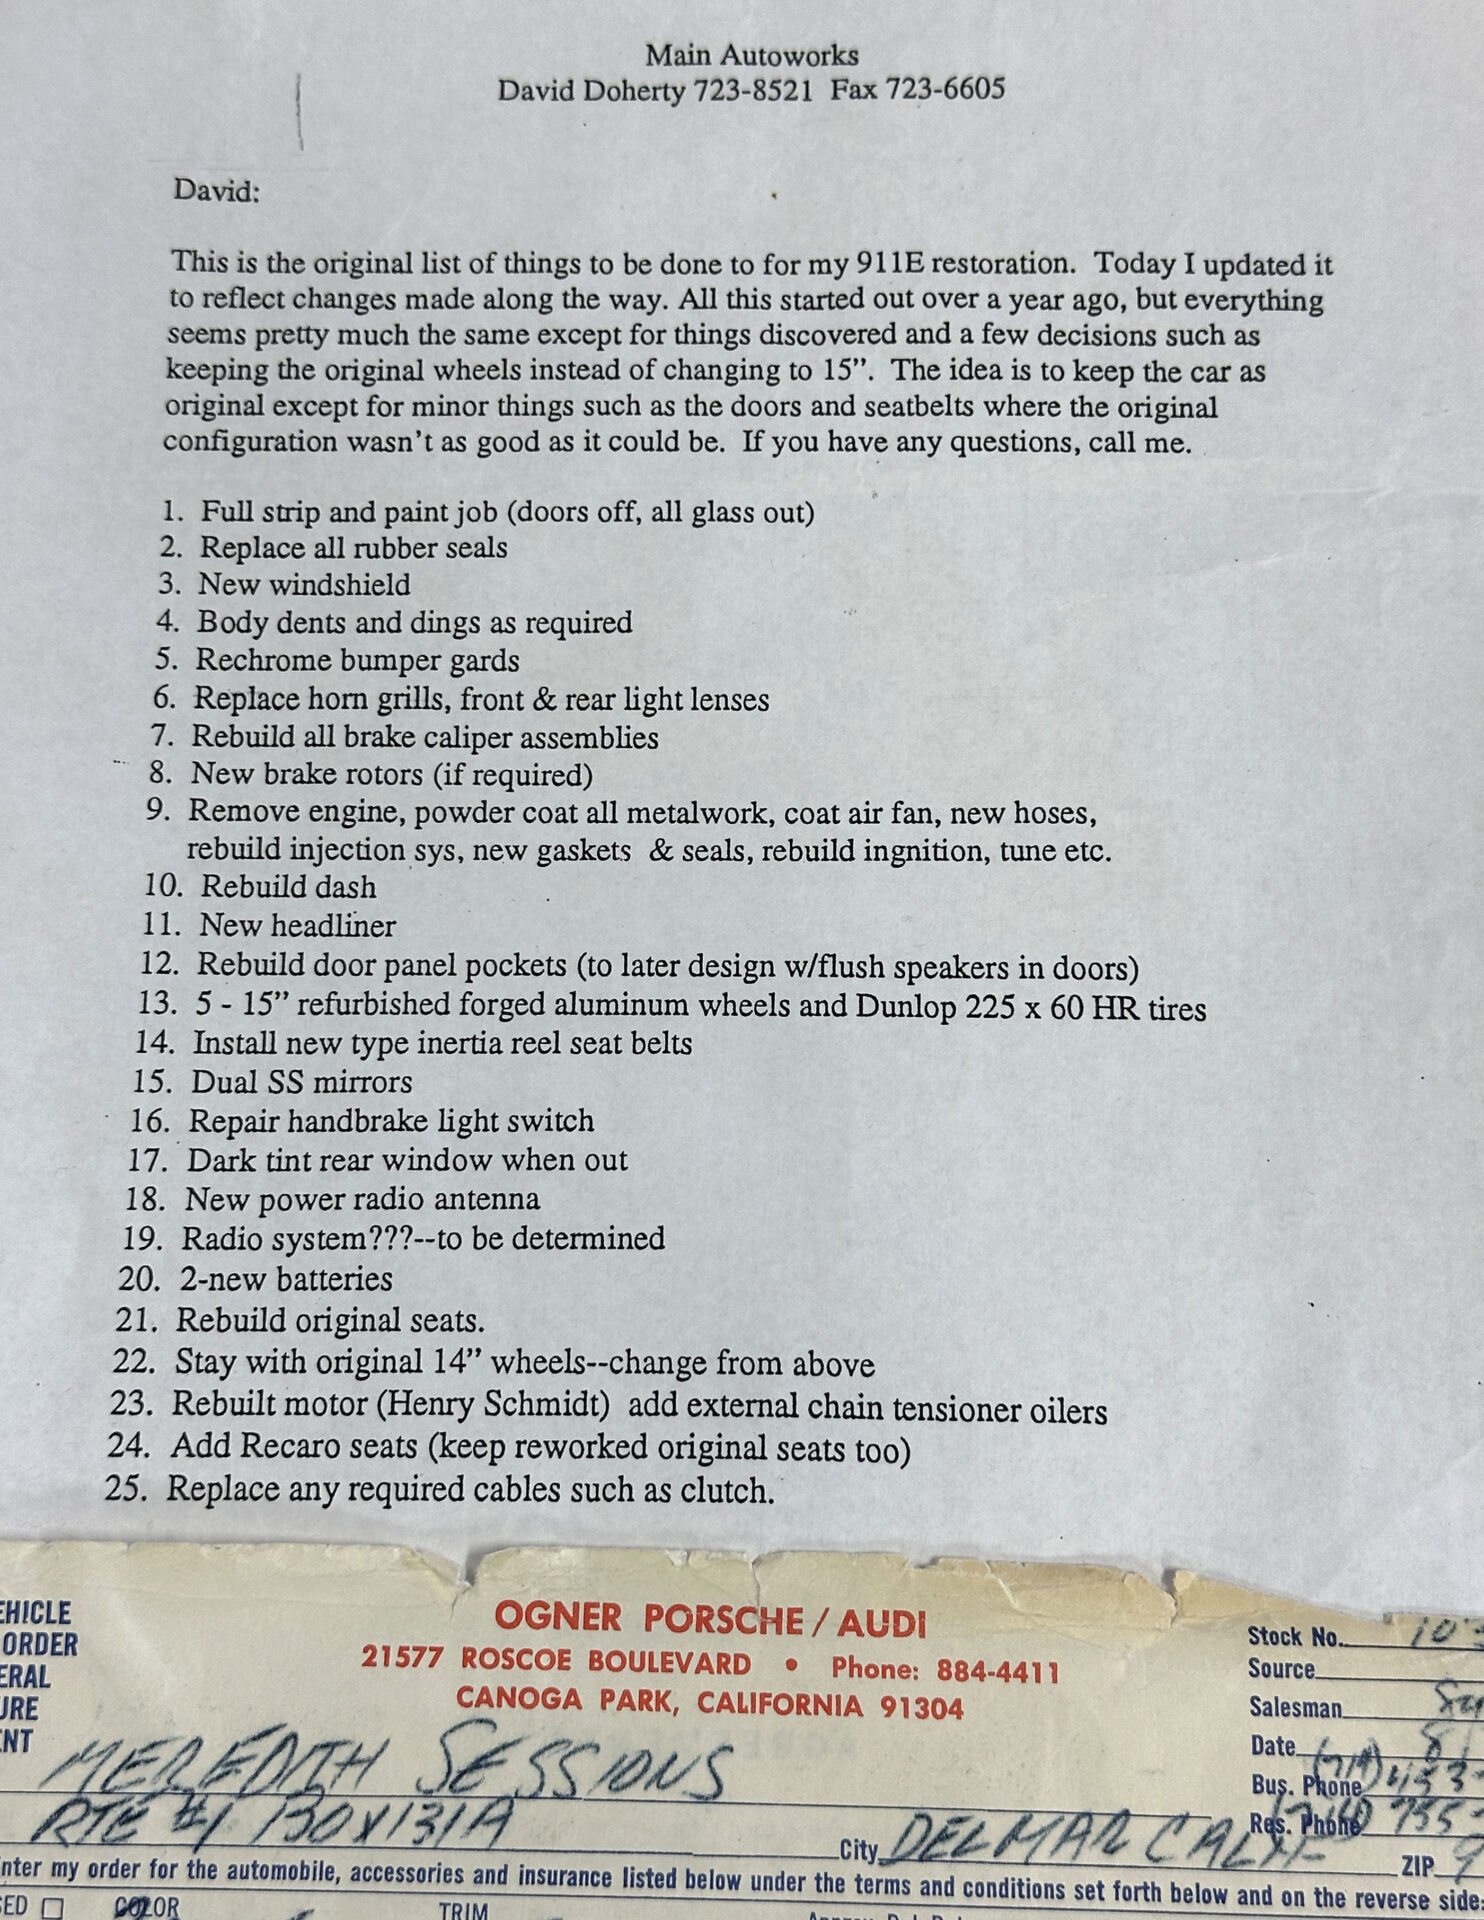 Main Autoworks
David Doherty 723-8521  Fax 723-6605
David:
This is the original list of things to be done to for my 911E restoration.  Today I updated it
to reflect changes made along the way. All this started out over a year ago, but everything
seems pretty much the same except for things discovered and a few decisions such as
keeping the original wheels instead of changing to 15”.  The idea is to keep the car as
original except for minor things such as the doors and seatbelts where the original
configuration wasn’t as good as it could be.  If you have any questions, call me.
1.  Full strip and paint job (doors off, all glass out)
2.  Replace all rubber seals
3.  New windshield
4.  Body dents and dings as required
5.  Rechrome bumper gards
6.  Replace horn grills, front & rear light lenses
7.  Rebuild all brake caliper assemblies
8.  New brake rotors (if required)
9.  Remove engine, powder coat all metalwork, coat air fan, new hoses,
rebuild injection sys, new gaskets  & seals, rebuild ingnition, tune etc.
10.  Rebuild dash
11.  New headliner
12.  Rebuild door panel pockets (to later design w/flush speakers in doors)
13.  5 - 15” refurbished forged aluminum wheels and Dunlop 225 x 60 HR tires
14.  Install new type inertia reel seat belts
15.  Dual SS mirrors
16.  Repair handbrake light switch
17.  Dark tint rear window when out
18.  New power radio antenna
19.  Radio system???--to be determined
20.  2-new batteries
21.  Rebuild original seats.
22.  Stay with original 14” wheels--change from above
23.  Rebuilt motor (Henry Schmidt)  add external chain tensioner oilers
24.  Add Recaro seats (keep reworked original seats too)
25.  Replace any required cables such as clutch.
EHICLE
ORDER
ERAL
URE
ENT
OGNER PORSCHE / AUDI
21577 ROSCOE BOULEVARD • Phone: 884-4411
CANOGA PARK, CALIFORNIA 91304
Stock No.
Source
Salesman
Date
Bus. Phone
Res. Phone
MEREDITH SESSIONS
RTE #1 BOX 131A
City DEL MAR CALIF
ZIP
nter my order for the automobile, accessories and insurance listed below under the terms and conditions set forth below and on the reverse side:
SED
COLOR
TRIM